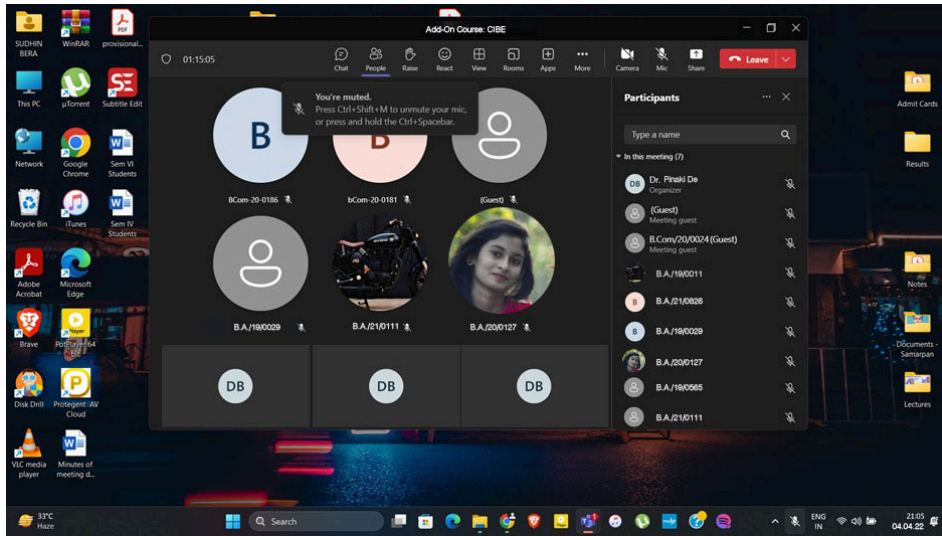 SUDHIN
BERA
WinRAR
PDF
provisional...
This PC
µTorrent
SE
Subtitle Edit
Network
Google
Chrome
Sem VI
Students
Recycle Bin
iTunes
Sem IV
Students
Adobe
Acrobat
Microsoft
Edge
Brave
Player
PotPlayer 64
bit
Disk Drill
Protegent AV
Cloud
VLC media
player
Minutes of
meeting d...
Add-On Course: CIBE
01:15:05
Chat
People
Raise
React
View
Rooms
Apps
More
Camera
Mic
Share
Leave
You're muted.
Press Ctrl+Shift+M to unmute your mic,
or press and hold the Ctrl+Spacebar.
B
BCom-20-0186
bCom-20-0181
(Guest)
B.A./19/0029
B.A./21/0111
B.A./20/0127
DB
DB
DB
Participants
Type a name
In this meeting (7)
DB
Dr. Pinaki De
Organizer
(Guest)
Meeting guest
B.Com/20/0024 (Guest)
Meeting guest
B.A./19/0011
B
B.A./21/0826
B
B.A./19/0029
B.A./20/0127
B.A./19/0565
B.A./21/0111
Admit Cards
Results
Notes
Documents -
Samarpan
Lectures
33°C
Haze
Search
ENG
IN
21:05
04.04.22